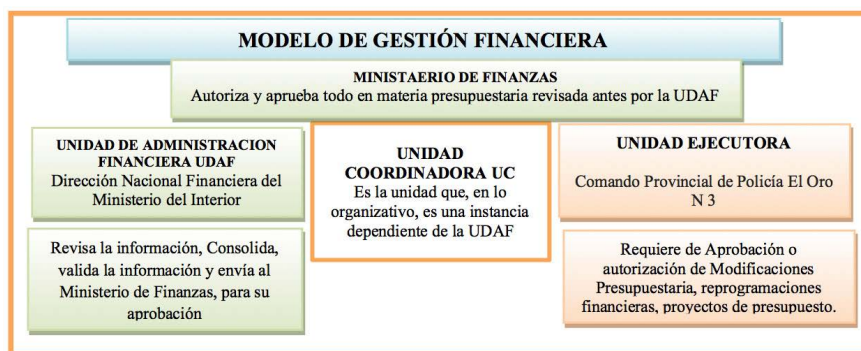 MODELO DE GESTIÓN FINANCIERA
MINISTAERIO DE FINANZAS
Autoriza y aprueba todo en materia presupuestaria revisada antes por la UDAF
UNIDAD DE ADMINISTRACION
FINANCIERA UDAF
Dirección Nacional Financiera del
Ministerio del Interior
Revisa la información, Consolida,
valida la información y envía al
Ministerio de Finanzas, para su
aprobación
UNIDAD
COORDINADORA UC
Es la unidad que, en lo
organizativo, es una instancia
dependiente de la UDAF
UNIDAD EJECUTORA
Comando Provincial de Policía El Oro
N 3
Requiere de Aprobación o
autorización de Modificaciones
Presupuestaria, reprogramaciones
financieras, proyectos de presupuesto.